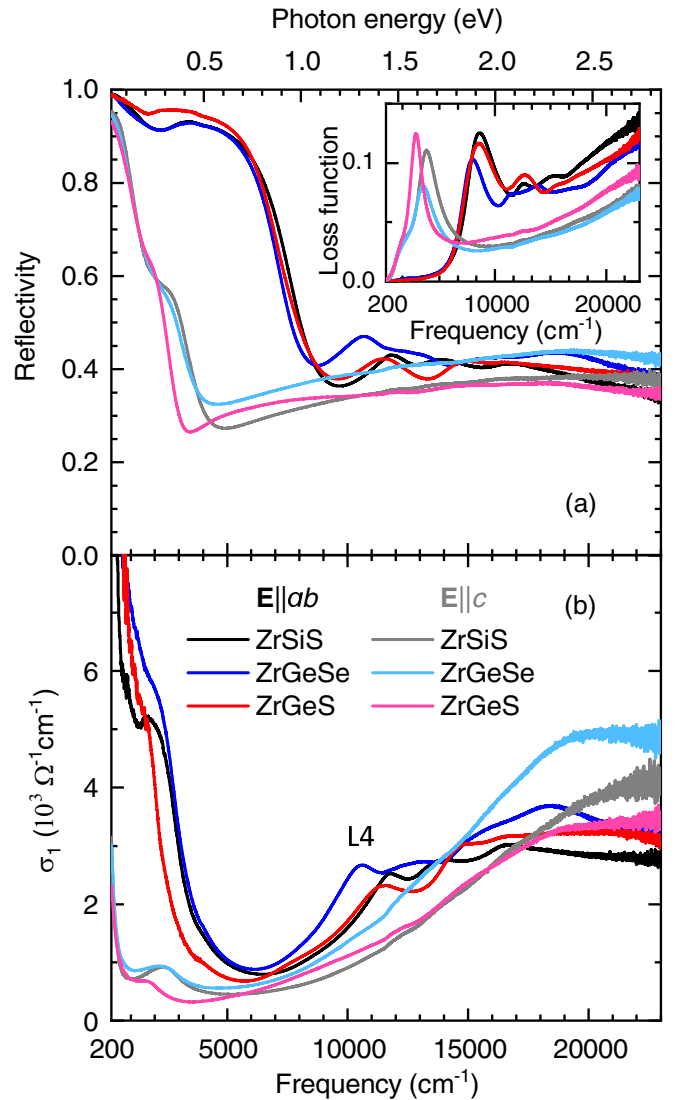 Photon energy (eV)
0.5 1.0 1.5 2.0 2.5
1.0
0.8
0.6
0.4
0.2
0.0
Reflectivity
Loss function
0.1
0.0
200 10000 20000
Frequency (cm⁻¹)
(a)
E||ab E||c (b)
ZrSiS ZrSiS
ZrGeSe ZrGeSe
ZrGeS ZrGeS
L4
σ₁ (10³ Ω⁻¹cm⁻¹)
6
4
2
0
200 5000 10000 15000 20000
Frequency (cm⁻¹)